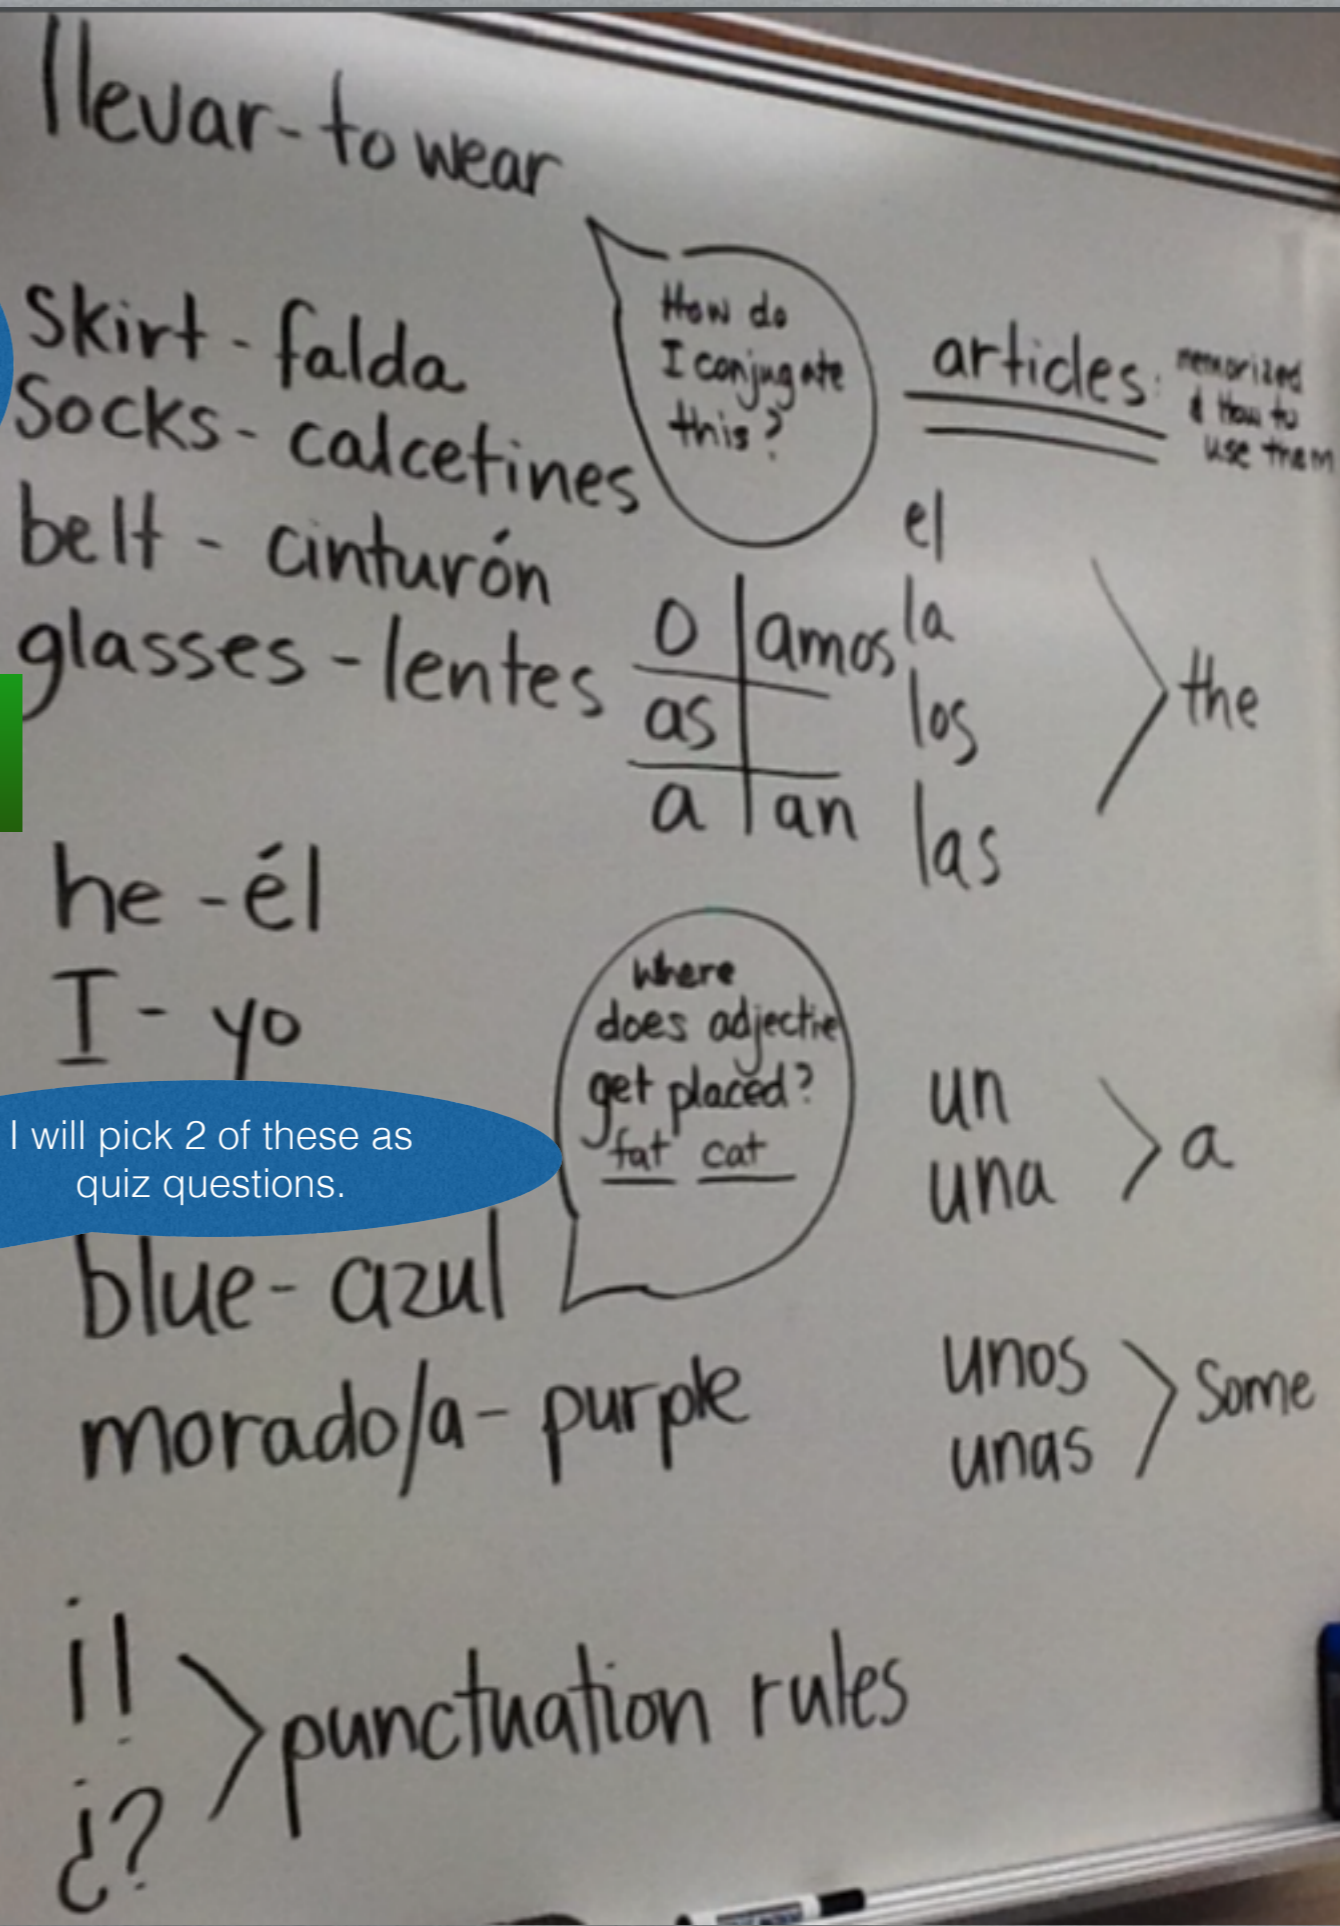 llevar - to wear
How do
I conjugate
this?
skirt - falda
Socks - calcetines
belt - cinturón
glasses - lentes
articles: memorized
& How to
use them
o | amos
as |
a | an
el
la
los
las
the
he - él
I - yo
Where
does adjective
get placed?
fat cat
I will pick 2 of these as
quiz questions.
un
una
a
blue - azul
morado/a - purple
unos
unas
Some
¡!
¿?
punctuation rules